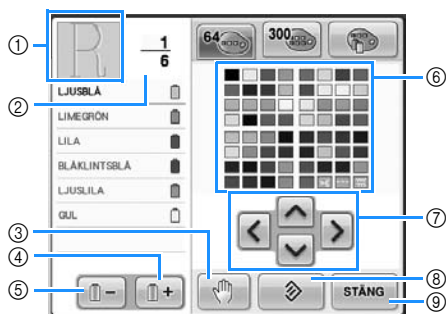 ①
R
1
6
②
64
300
LJUSBLÅ
LIMEGRÖN
LILA
BLÅKLINTSBLÅ
LJUSLILA
GUL
⑥
⑦
③
④
⑤
−
+
⑧
STÄNG
⑨